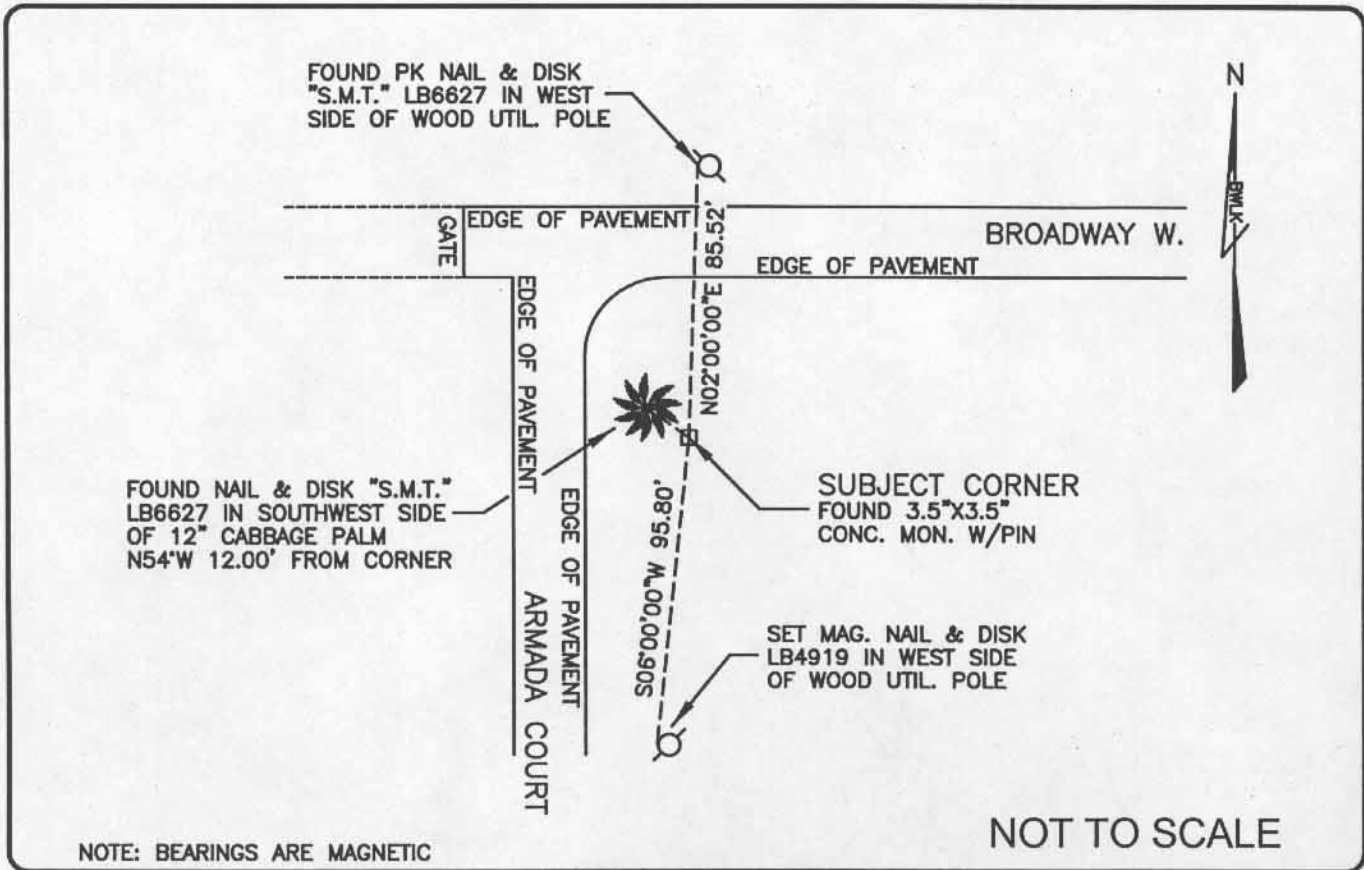 FOUND PK NAIL & DISK
"S.M.T." LB6627 IN WEST
SIDE OF WOOD UTIL. POLE
N
BWLK
GATE
EDGE OF PAVEMENT
BROADWAY W.
EDGE OF PAVEMENT
N02°00'00"E 85.52'
EDGE OF PAVEMENT
EDGE OF PAVEMENT
ARMADA COURT
FOUND NAIL & DISK "S.M.T."
LB6627 IN SOUTHWEST SIDE
OF 12" CABBAGE PALM
N54°W 12.00' FROM CORNER
SUBJECT CORNER
FOUND 3.5"X3.5"
CONC. MON. W/PIN
S06°00'00"W 95.80'
SET MAG. NAIL & DISK
LB4919 IN WEST SIDE
OF WOOD UTIL. POLE
NOTE: BEARINGS ARE MAGNETIC
NOT TO SCALE